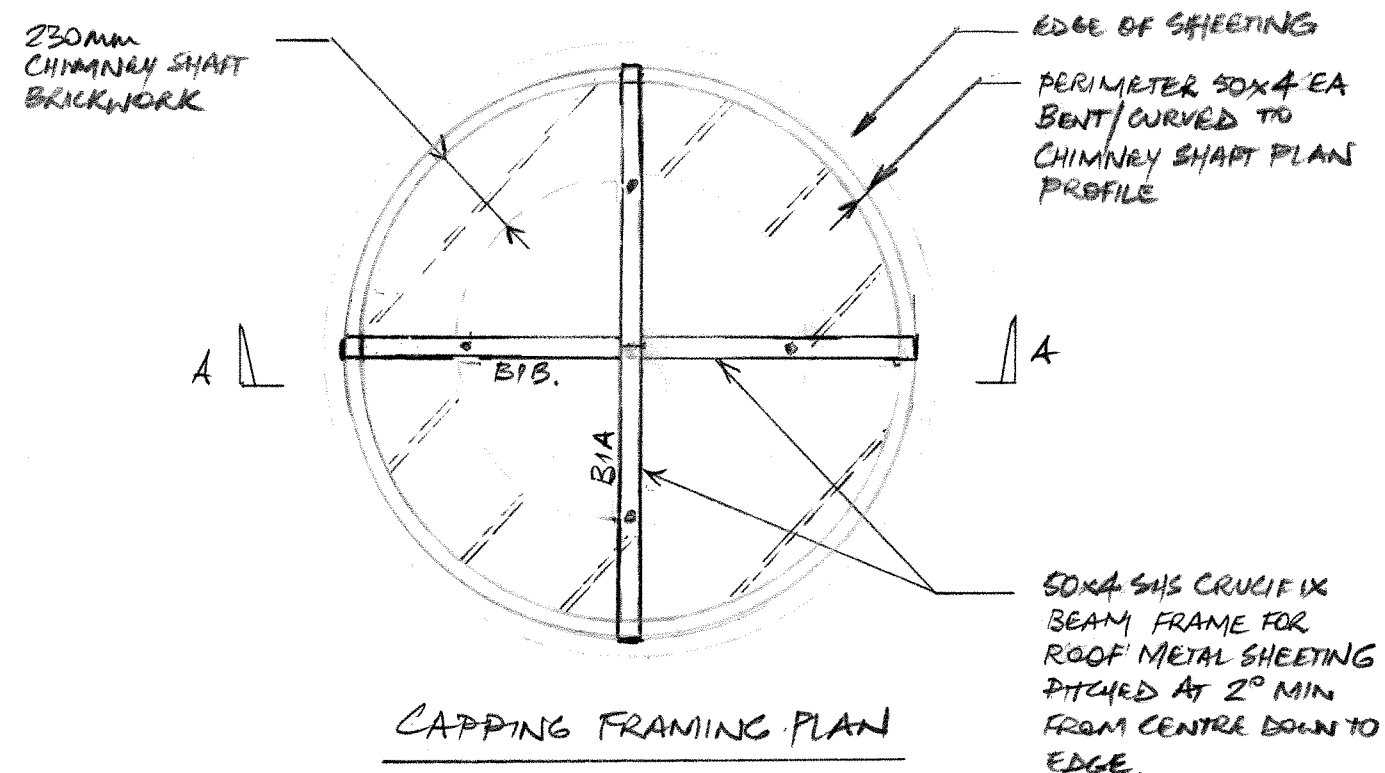 230mm
CHIMNEY SHAFT
BRICKWORK
EDGE OF SHEETING
PERIMETER 50x4 EA
BENT/CURVED TO
CHIMNEY SHAFT PLAN
PROFILE
A
A
B1B.
B1A
50x4 SHS CRUCIFIX
BEAM FRAME FOR
ROOF METAL SHEETING
PITCHED AT 2° MIN
FROM CENTRE DOWN TO
EDGE.
CAPPING FRAMING PLAN